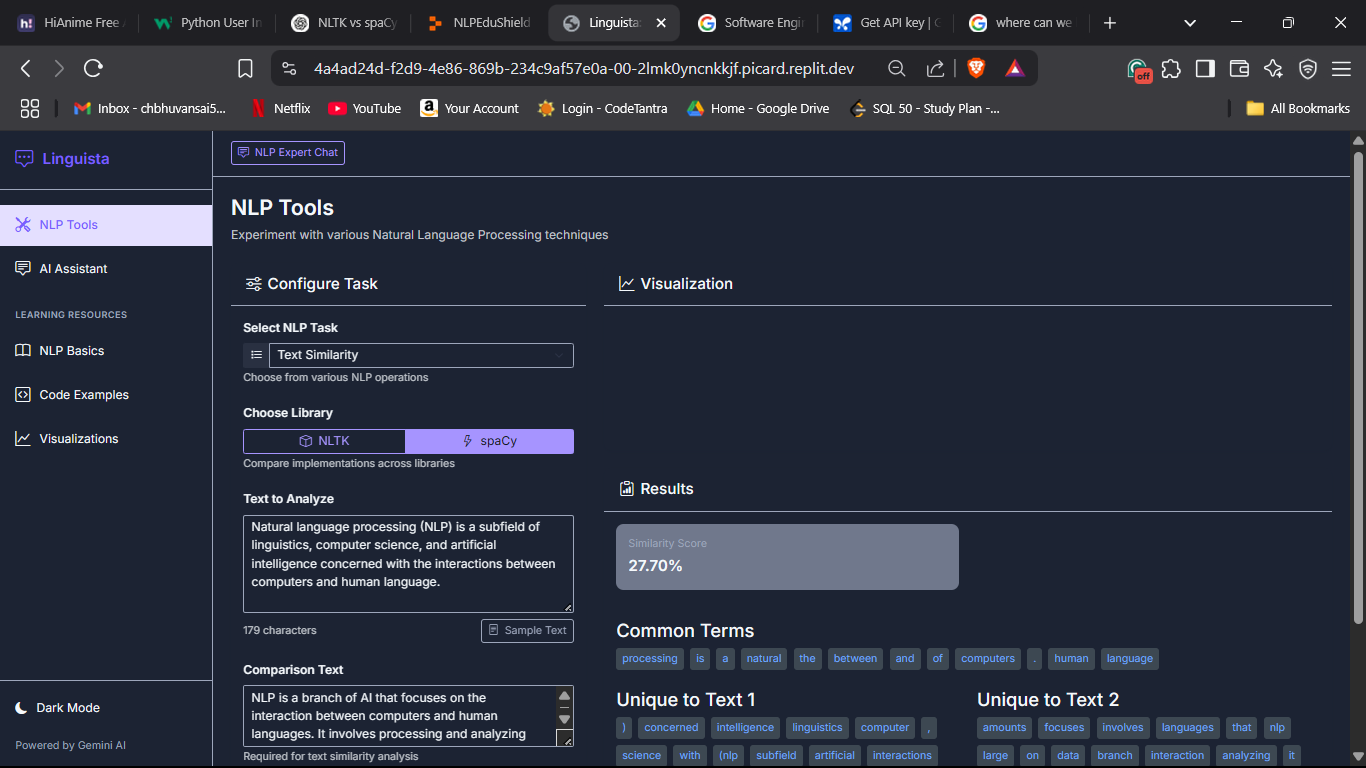 HiAnime Free
Python User In
NLTK vs spaCy
NLPEduShield
Linguista
Software Engi
Get API key | G
where can we
4a4ad24d-f2d9-4e86-869b-234c9af57e0a-00-2lmk0yncnkkjf.picard.replit.dev
off
Inbox - chbhuvansai5...
Netflix
YouTube
Your Account
Login - CodeTantra
Home - Google Drive
SQL 50 - Study Plan -...
All Bookmarks
Linguista
NLP Expert Chat
NLP Tools
AI Assistant
LEARNING RESOURCES
NLP Basics
Code Examples
Visualizations
Dark Mode
Powered by Gemini AI
NLP Tools
Experiment with various Natural Language Processing techniques
Configure Task
Select NLP Task
Text Similarity
Choose from various NLP operations
Choose Library
NLTK
spaCy
Compare implementations across libraries
Text to Analyze
Natural language processing (NLP) is a subfield of
linguistics, computer science, and artificial
intelligence concerned with the interactions between
computers and human language.
179 characters
Sample Text
Comparison Text
NLP is a branch of AI that focuses on the
interaction between computers and human
languages. It involves processing and analyzing
Required for text similarity analysis
Visualization
Results
Similarity Score
27.70%
Common Terms
processing is a natural the between and of computers . human language
Unique to Text 1
) concerned intelligence linguistics computer ,
science with (nlp subfield artificial interactions
Unique to Text 2
amounts focuses involves languages that nlp
large on data branch interaction analyzing it